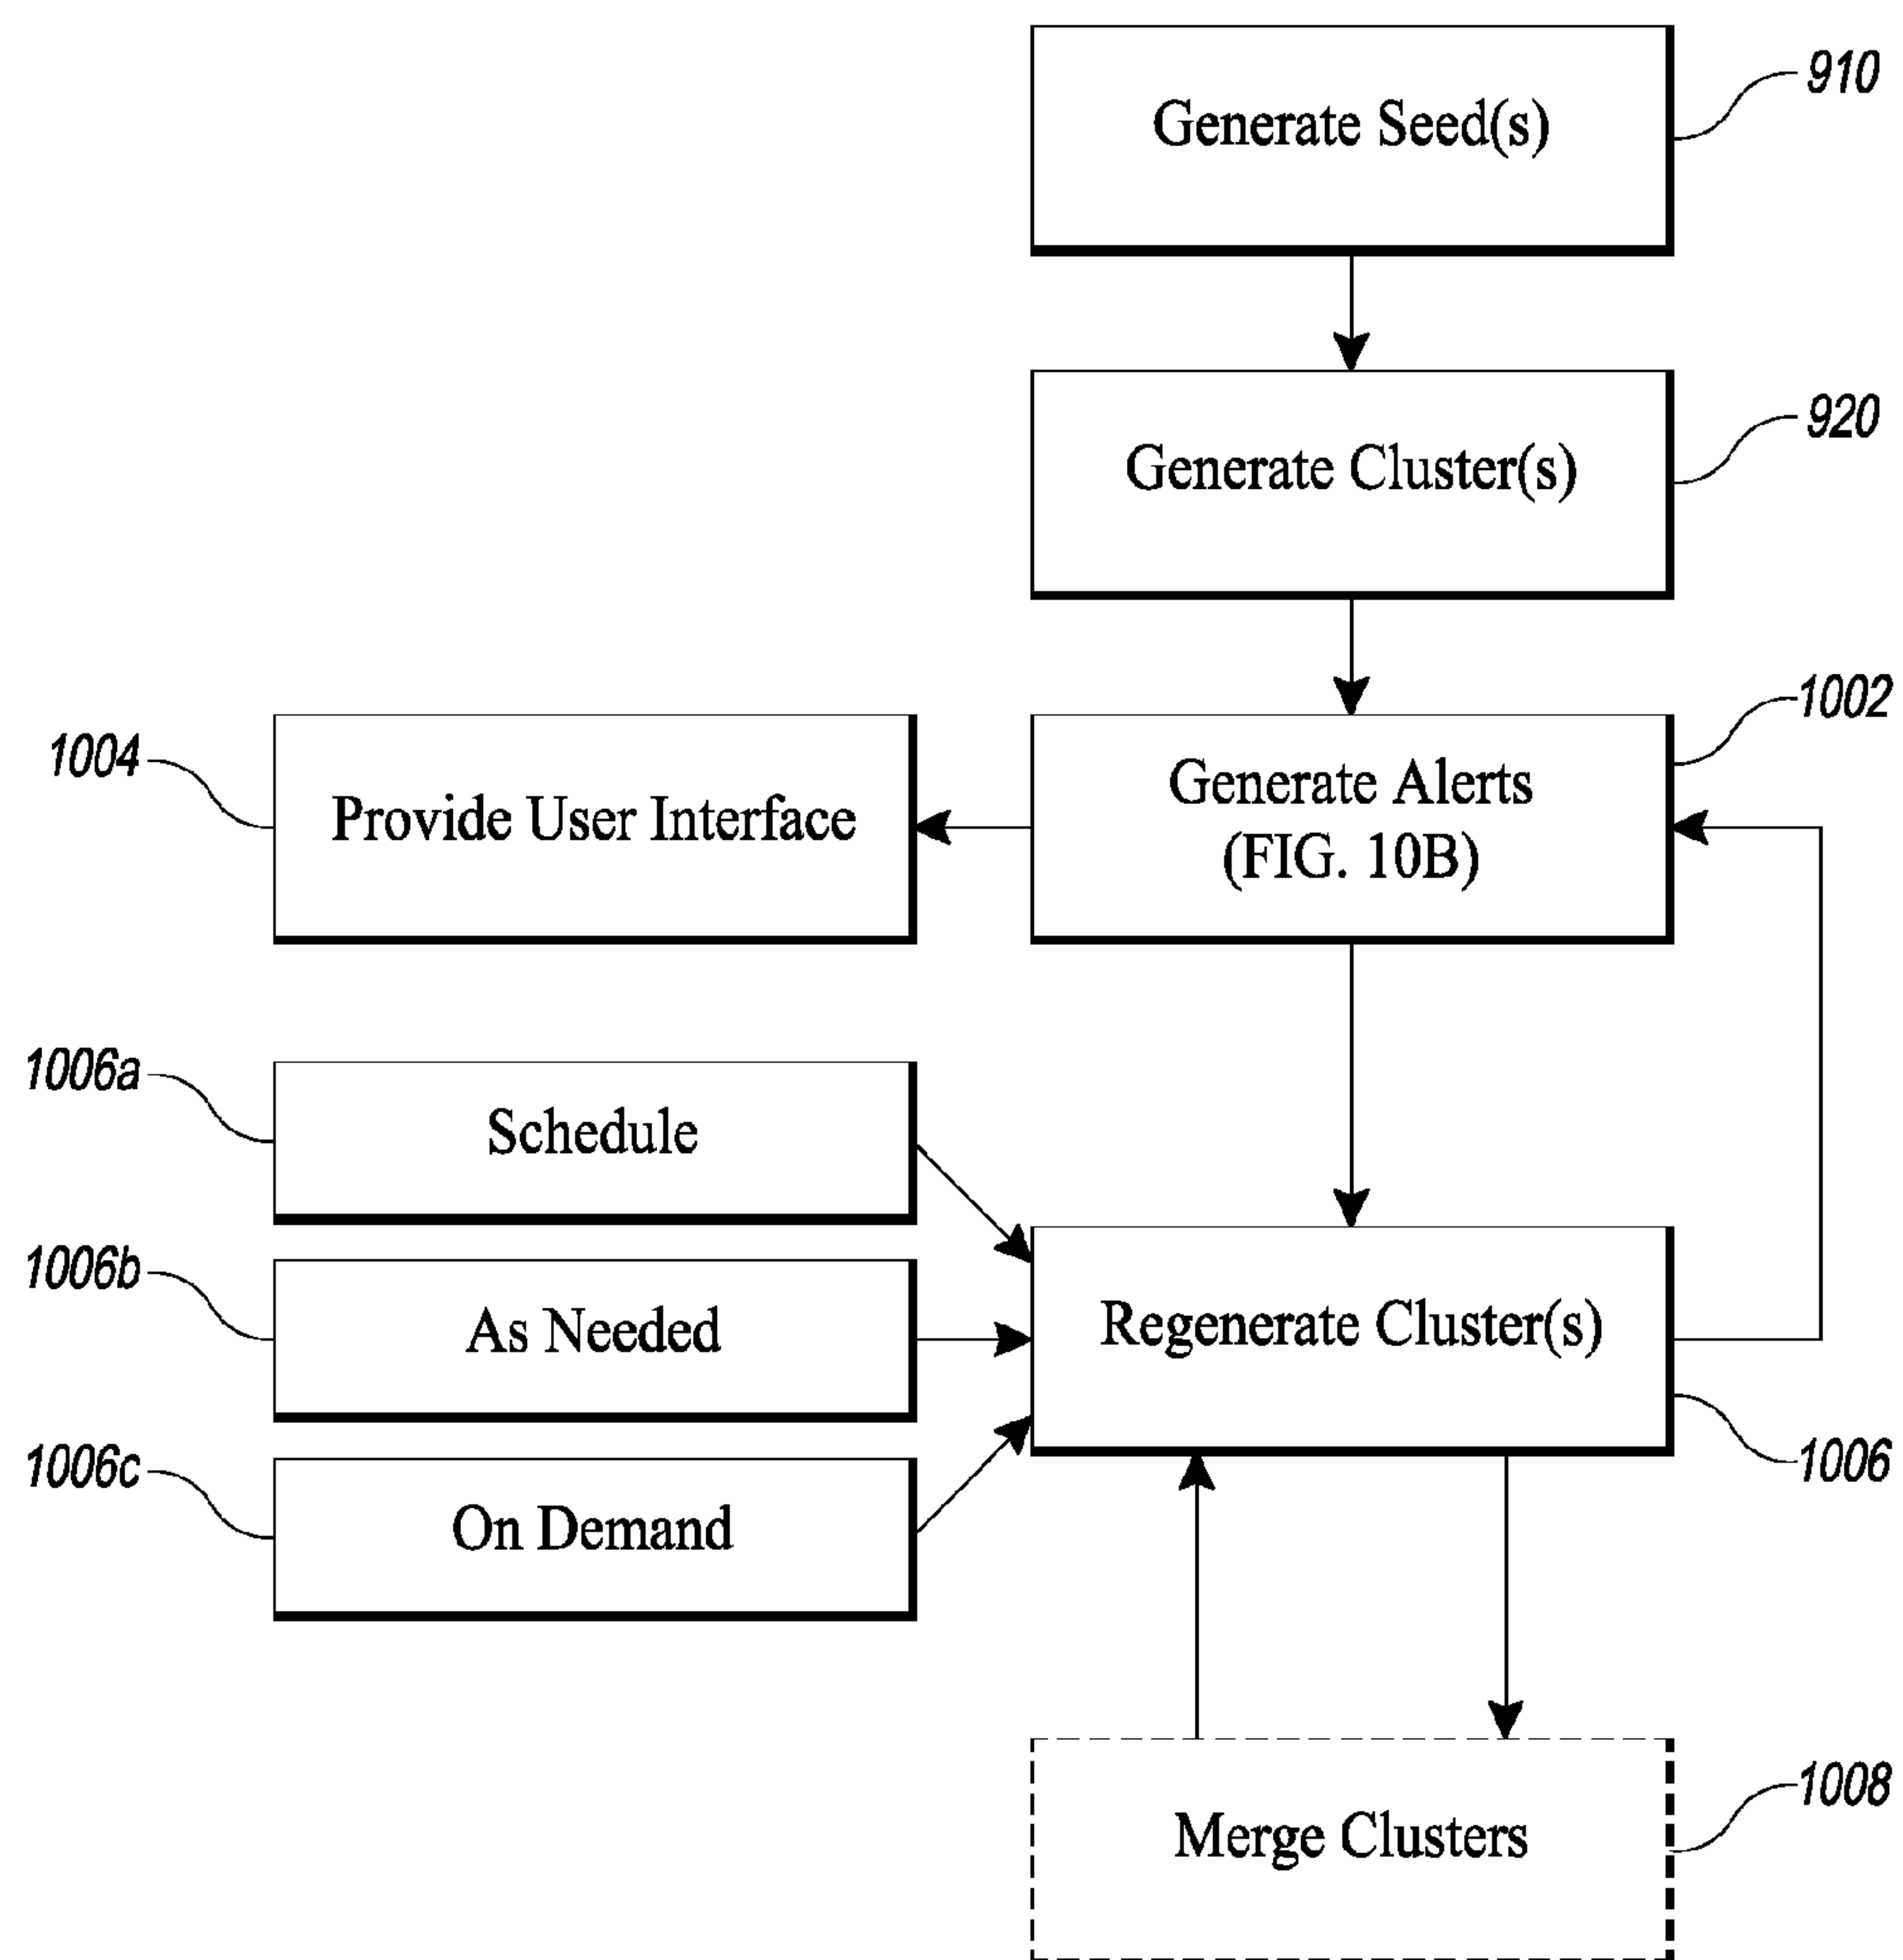 Generate Seed(s)
910
Generate Cluster(s)
920
1004
Provide User Interface
Generate Alerts
(FIG. 10B)
1002
1006a
Schedule
1006b
As Needed
Regenerate Cluster(s)
1006
1006c
On Demand
Merge Clusters
1008